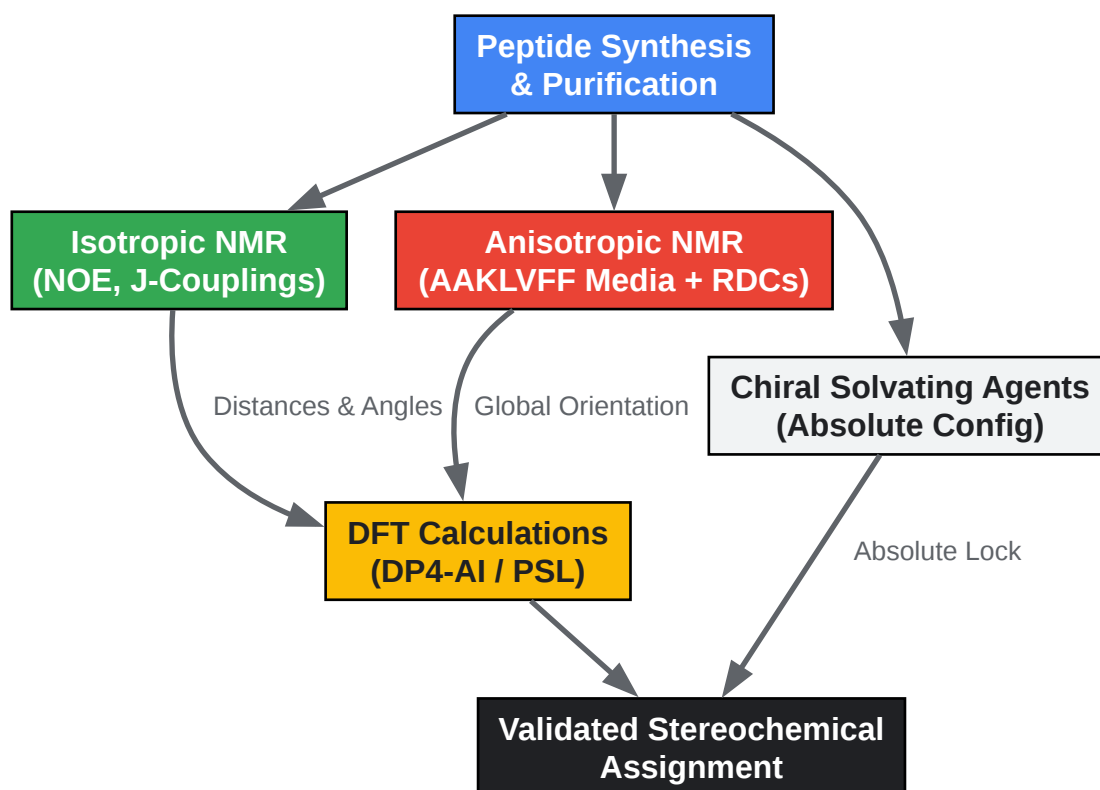 Peptide Synthesis
& Purification
Isotropic NMR
(NOE, J-Couplings)
Anisotropic NMR
(AAKLVFF Media + RDCs)
Chiral Solvating Agents
(Absolute Config)
Distances & Angles
Global Orientation
DFT Calculations
(DP4-AI / PSL)
Absolute Lock
Validated Stereochemical
Assignment